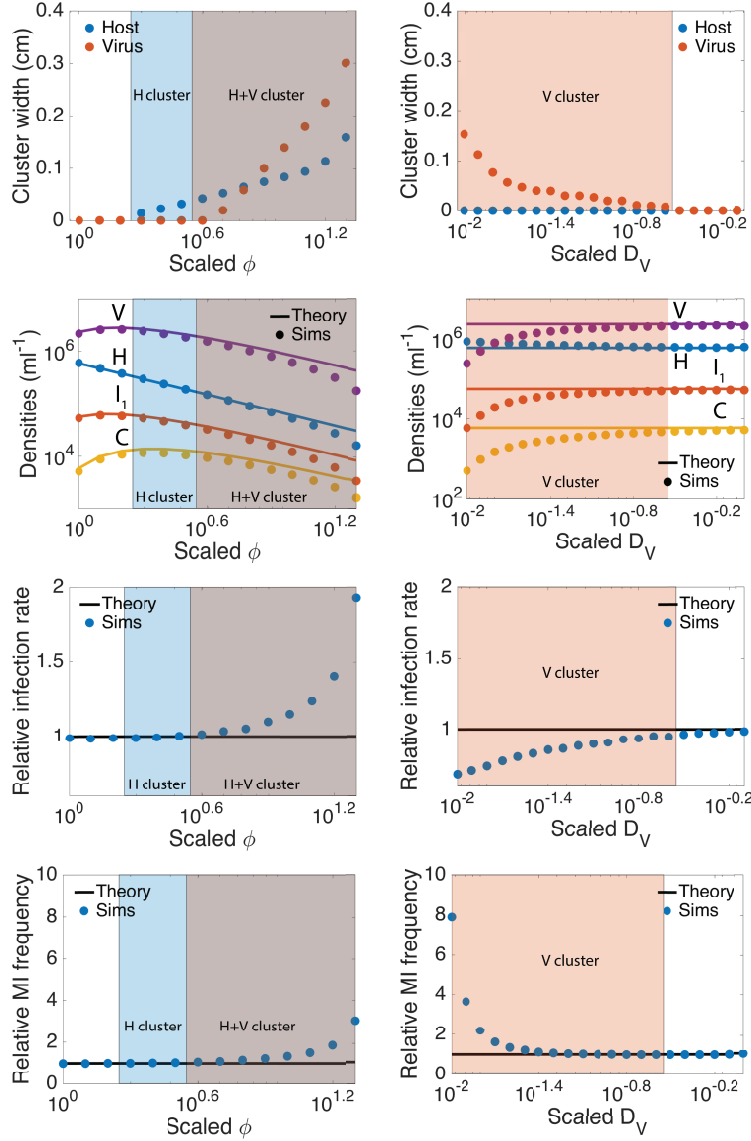 0.4
0.3
0.2
0.1
0
Cluster width (cm)
Host
Virus
H cluster
H+V cluster
10^0
10^0.6
10^1.2
Scaled ϕ
0.4
0.3
0.2
0.1
0
Cluster width (cm)
Host
Virus
V cluster
10^-2
10^-1.4
10^-0.8
10^-0.2
Scaled D_V
10^6
10^4
Densities (ml^-1)
V
H
I_1
C
Theory
Sims
H cluster
H+V cluster
10^0
10^0.6
10^1.2
Scaled ϕ
10^6
10^4
10^2
Densities (ml^-1)
V
H
I_1
C
Theory
Sims
V cluster
10^-2
10^-1.4
10^-0.8
10^-0.2
Scaled D_V
2
1.5
1
Relative infection rate
Theory
Sims
H cluster
H+V cluster
10^0
10^0.6
10^1.2
Scaled ϕ
2
1.5
1
Relative infection rate
Theory
Sims
V cluster
10^-2
10^-1.4
10^-0.8
10^-0.2
Scaled D_V
10
8
6
4
2
0
Relative MI frequency
Theory
Sims
H cluster
H+V cluster
10^0
10^0.6
10^1.2
Scaled ϕ
10
8
6
4
2
0
Relative MI frequency
Theory
Sims
V cluster
10^-2
10^-1.4
10^-0.8
10^-0.2
Scaled D_V